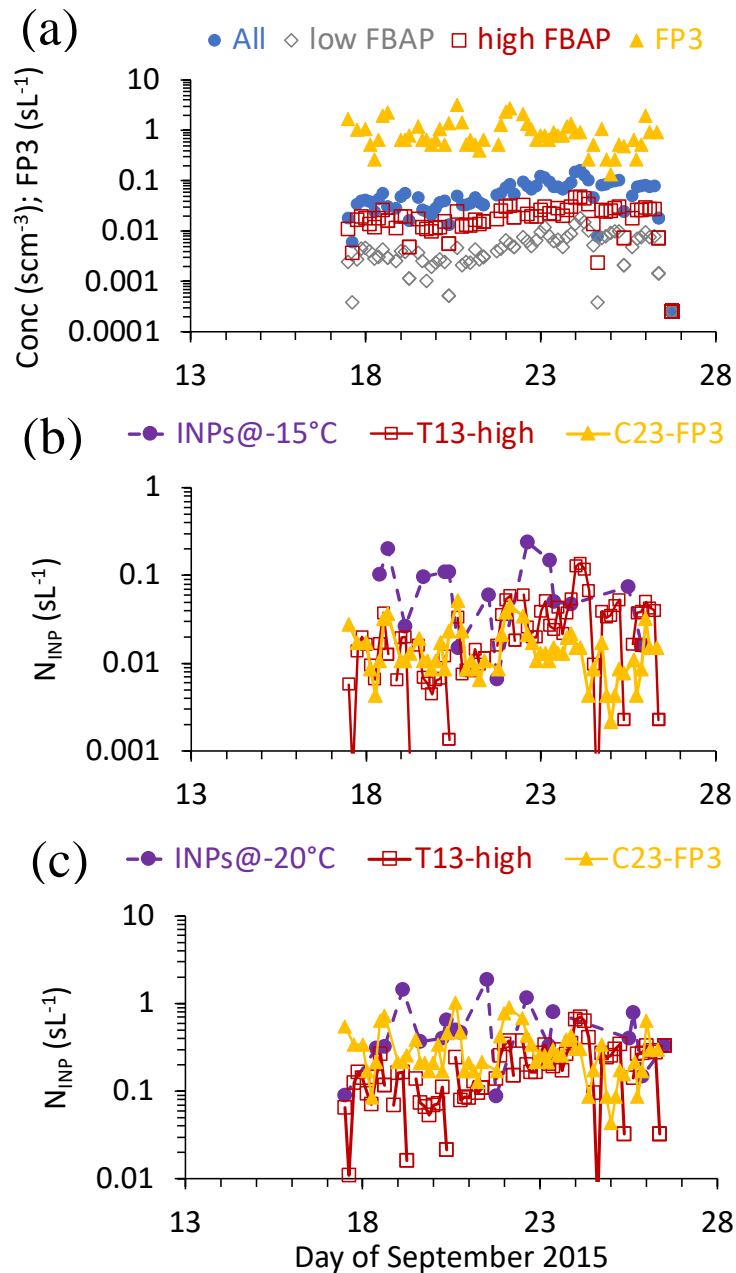 (a)
All low FBAP high FBAP FP3
Conc (scm⁻³); FP3 (sL⁻¹)
10
1
0.1
0.01
0.001
0.0001
13 18 23 28
(b)
INPs@-15°C T13-high C23-FP3
N_INP (sL⁻¹)
1
0.1
0.01
0.001
13 18 23 28
(c)
INPs@-20°C T13-high C23-FP3
N_INP (sL⁻¹)
10
1
0.1
0.01
13 18 23 28
Day of September 2015